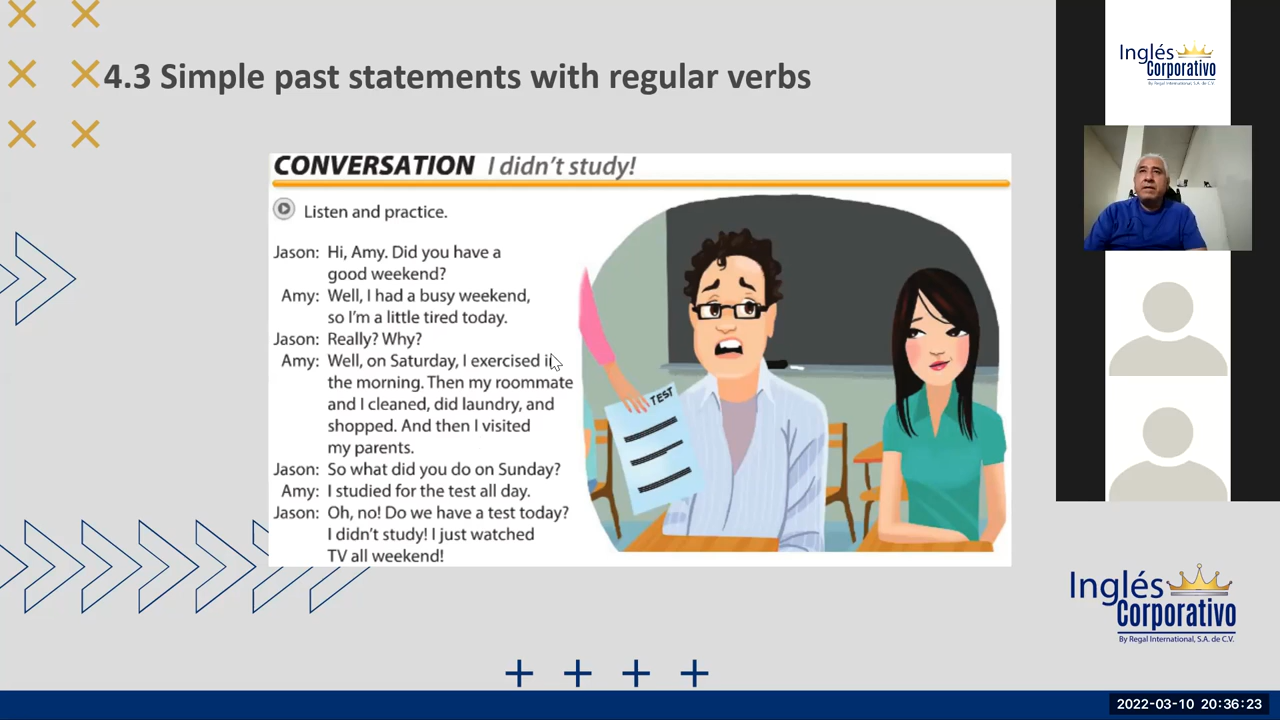 4.3 Simple past statements with regular verbs
CONVERSATION I didn't study!
Listen and practice.
Jason: Hi, Amy. Did you have a
good weekend?
Amy: Well, I had a busy weekend,
so I'm a little tired today.
Jason: Really? Why?
Amy: Well, on Saturday, I exercised in
the morning. Then my roommate
and I cleaned, did laundry, and
shopped. And then I visited
my parents.
Jason: So what did you do on Sunday?
Amy: I studied for the test all day.
Jason: Oh, no! Do we have a test today?
I didn't study! I just watched
TV all weekend!
TEST
Inglés
Corporativo
By Regal International, S.A. de C.V.
Inglés
Corporativo
By Regal International, S.A. de C.V.
2022-03-10 20:36:23